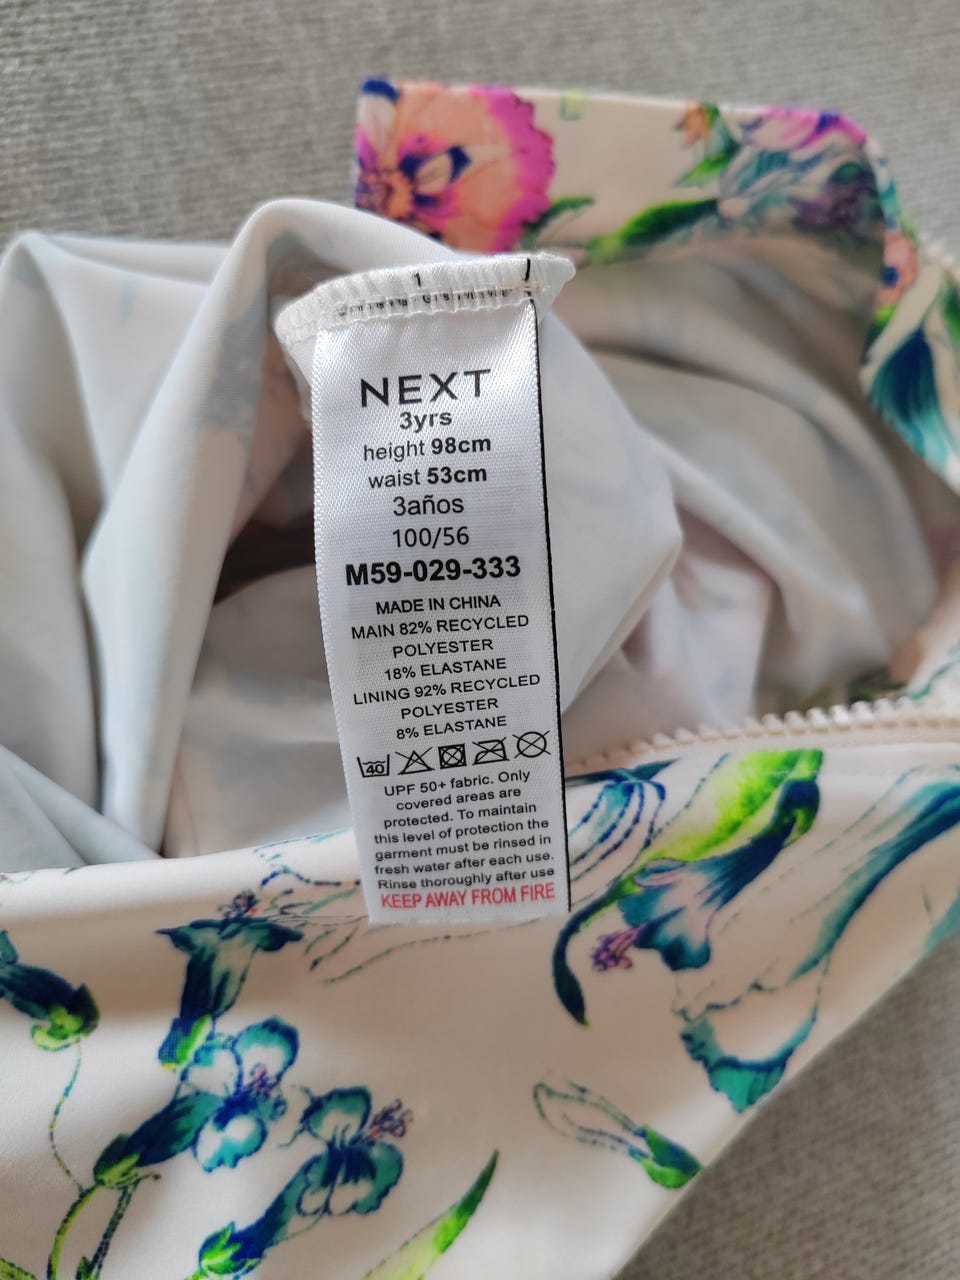 1
NEXT
3yrs
height 98cm
waist 53cm
3años
100/56
M59-029-333
MADE IN CHINA
MAIN 82% RECYCLED
POLYESTER
18% ELASTANE
LINING 92% RECYCLED
POLYESTER
8% ELASTANE
40
UPF 50+ fabric. Only
covered areas are
protected. To maintain
this level of protection the
garment must be rinsed in
fresh water after each use.
Rinse thoroughly after use
KEEP AWAY FROM FIRE